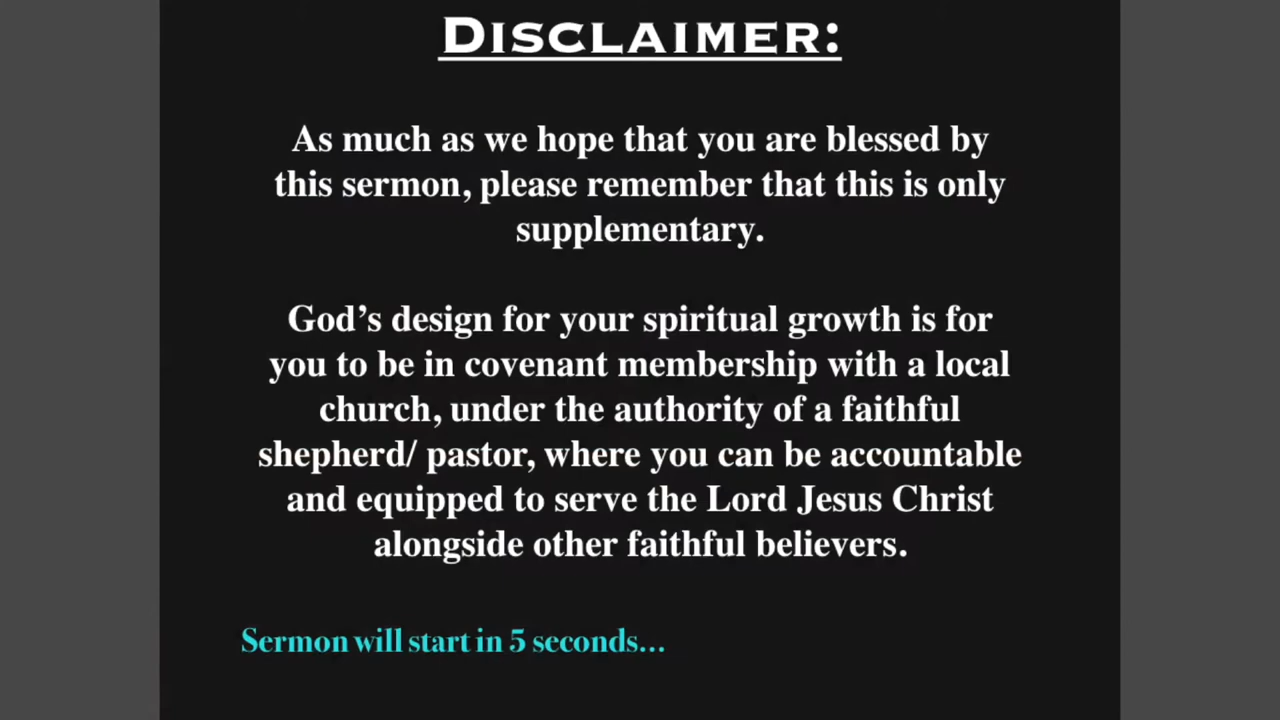 DISCLAIMER:
As much as we hope that you are blessed by
this sermon, please remember that this is only
supplementary.
God’s design for your spiritual growth is for
you to be in covenant membership with a local
church, under the authority of a faithful
shepherd/ pastor, where you can be accountable
and equipped to serve the Lord Jesus Christ
alongside other faithful believers.
Sermon will start in 5 seconds...